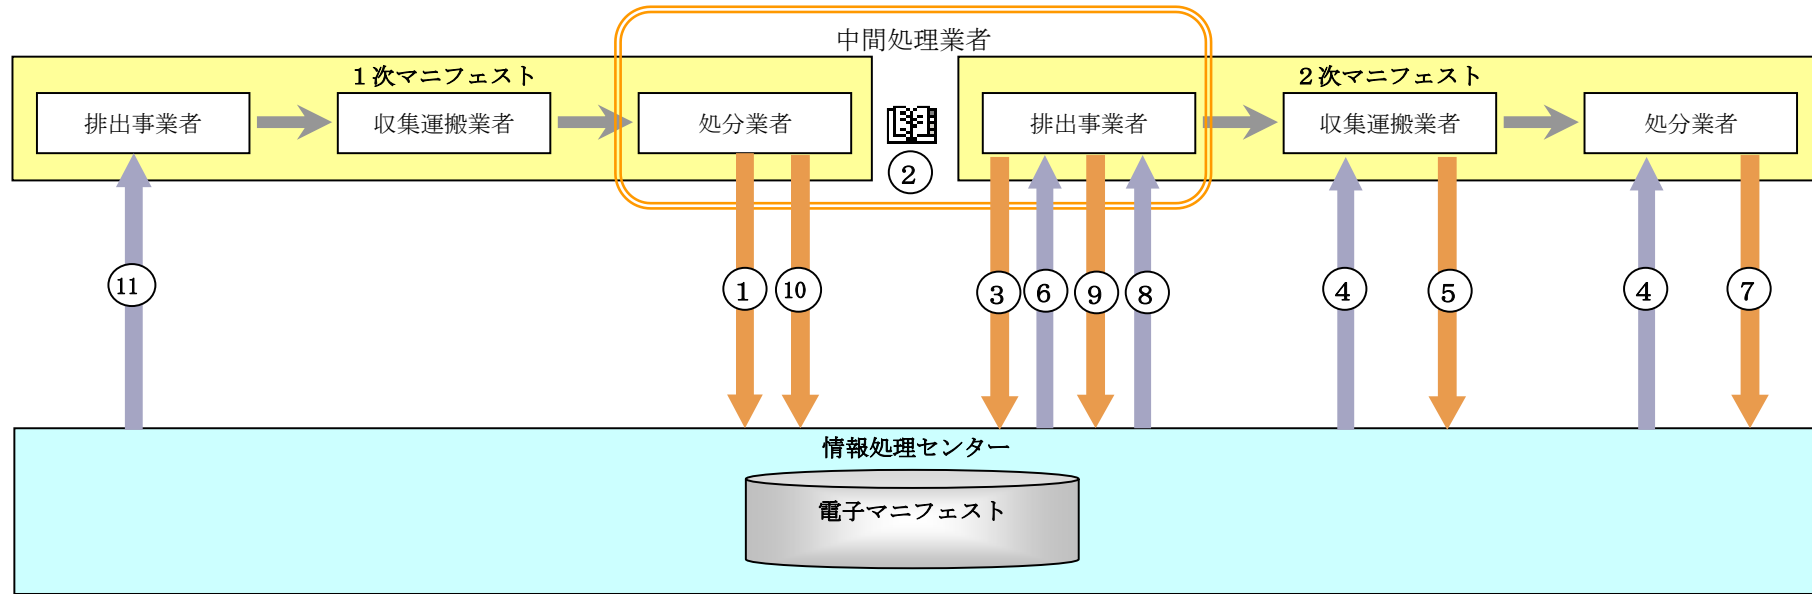 中間処理業者
１次マニフェスト
２次マニフェスト
排出事業者
収集運搬業者
処分業者
排出事業者
収集運搬業者
処分業者
②
⑪
①
⑩
③
⑥
⑨
⑧
④
⑤
④
⑦
情報処理センター
電子マニフェスト